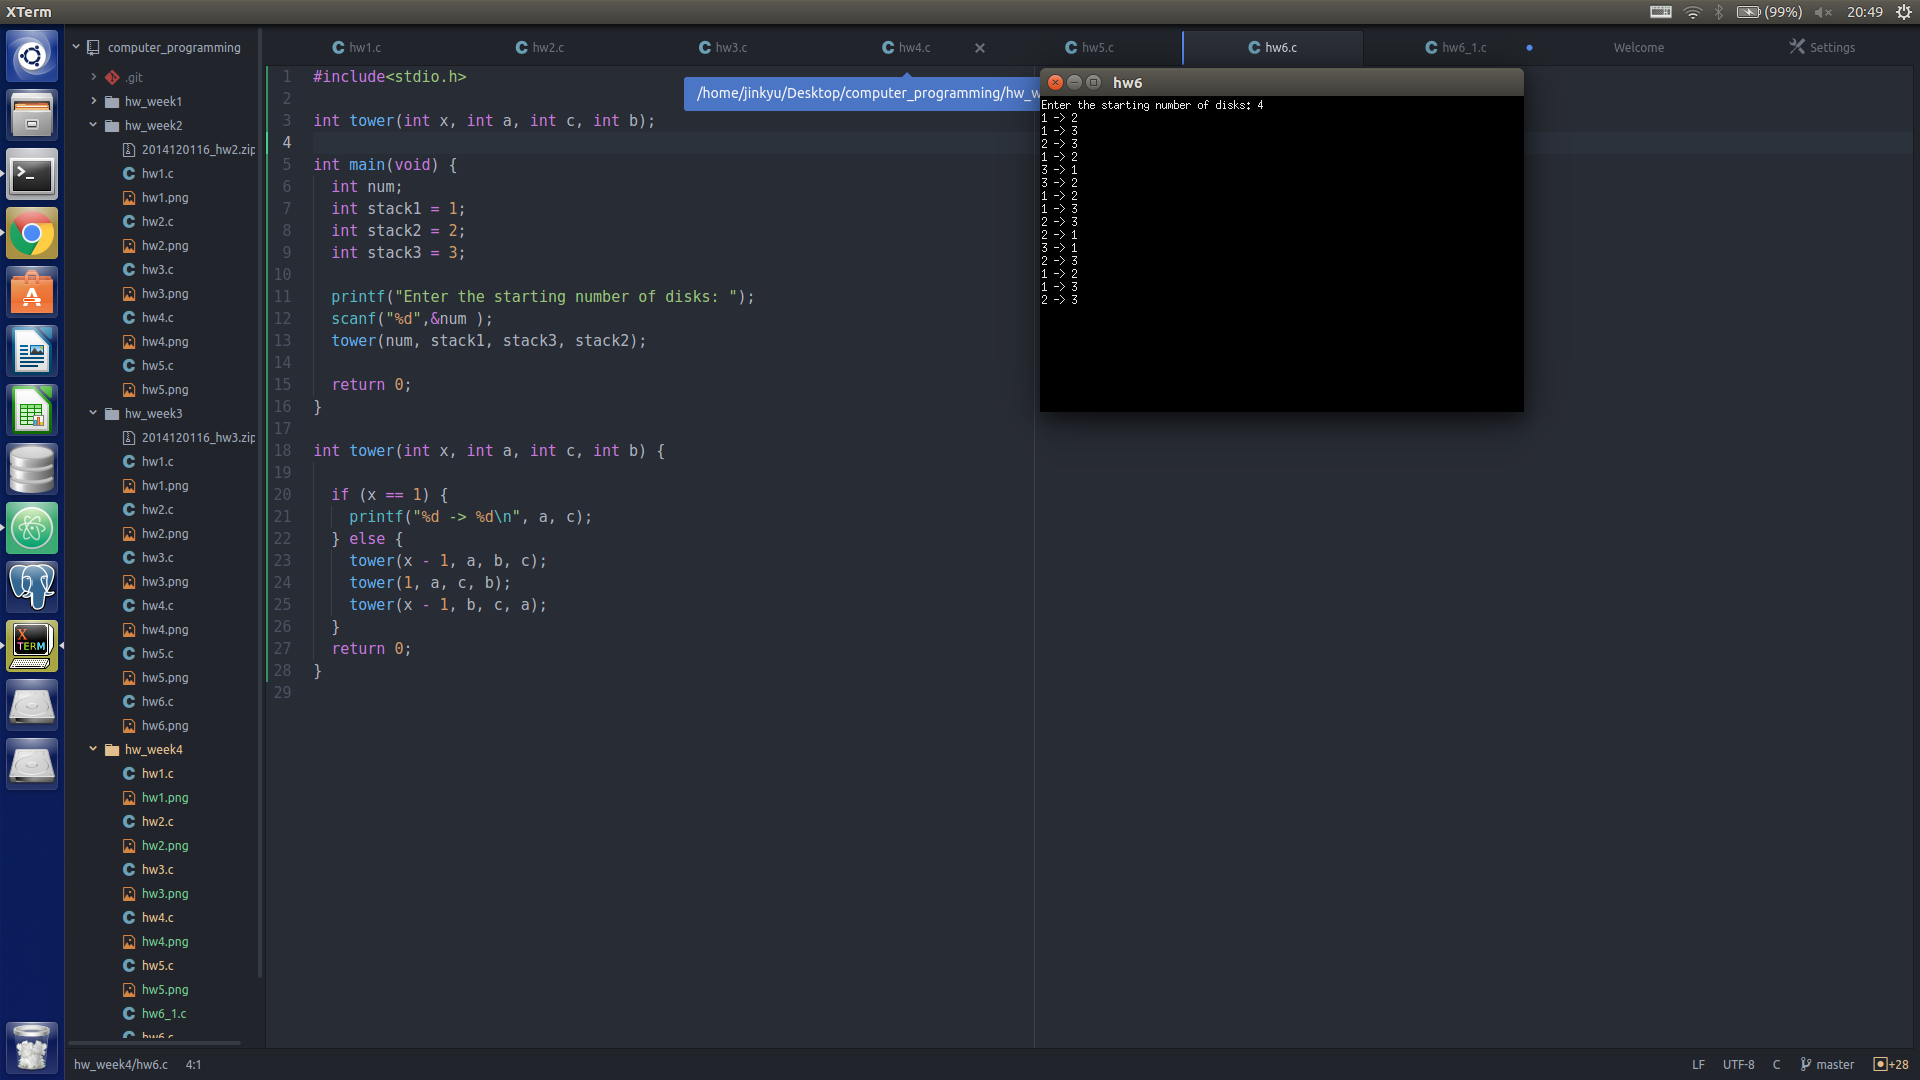 XTerm
(99%)
20:49
computer_programming
.git
hw_week1
hw_week2
2014120116_hw2.zip
hw1.c
hw1.png
hw2.c
hw2.png
hw3.c
hw3.png
hw4.c
hw4.png
hw5.c
hw5.png
hw_week3
2014120116_hw3.zip
hw1.c
hw1.png
hw2.c
hw2.png
hw3.c
hw3.png
hw4.c
hw4.png
hw5.c
hw5.png
hw6.c
hw6.png
hw_week4
hw1.c
hw1.png
hw2.c
hw2.png
hw3.c
hw3.png
hw4.c
hw4.png
hw5.c
hw5.png
hw6_1.c
hw6.c
hw1.c hw2.c hw3.c hw4.c hw5.c hw6.c hw6_1.c Welcome Settings
/home/jinkyu/Desktop/computer_programming/hw_w
1 #include<stdio.h>
2
3 int tower(int x, int a, int c, int b);
4
5 int main(void) {
6 int num;
7 int stack1 = 1;
8 int stack2 = 2;
9 int stack3 = 3;
10
11 printf("Enter the starting number of disks: ");
12 scanf("%d",&num );
13 tower(num, stack1, stack3, stack2);
14
15 return 0;
16 }
17
18 int tower(int x, int a, int c, int b) {
19
20 if (x == 1) {
21 printf("%d -> %d\n", a, c);
22 } else {
23 tower(x - 1, a, b, c);
24 tower(1, a, c, b);
25 tower(x - 1, b, c, a);
26 }
27 return 0;
28 }
29
hw6
Enter the starting number of disks: 4
1 -> 2
1 -> 3
2 -> 3
1 -> 2
3 -> 1
3 -> 2
1 -> 2
1 -> 3
2 -> 3
2 -> 1
3 -> 1
2 -> 3
1 -> 2
1 -> 3
2 -> 3
X
TERM
hw_week4/hw6.c 4:1
LF UTF-8 C master +28